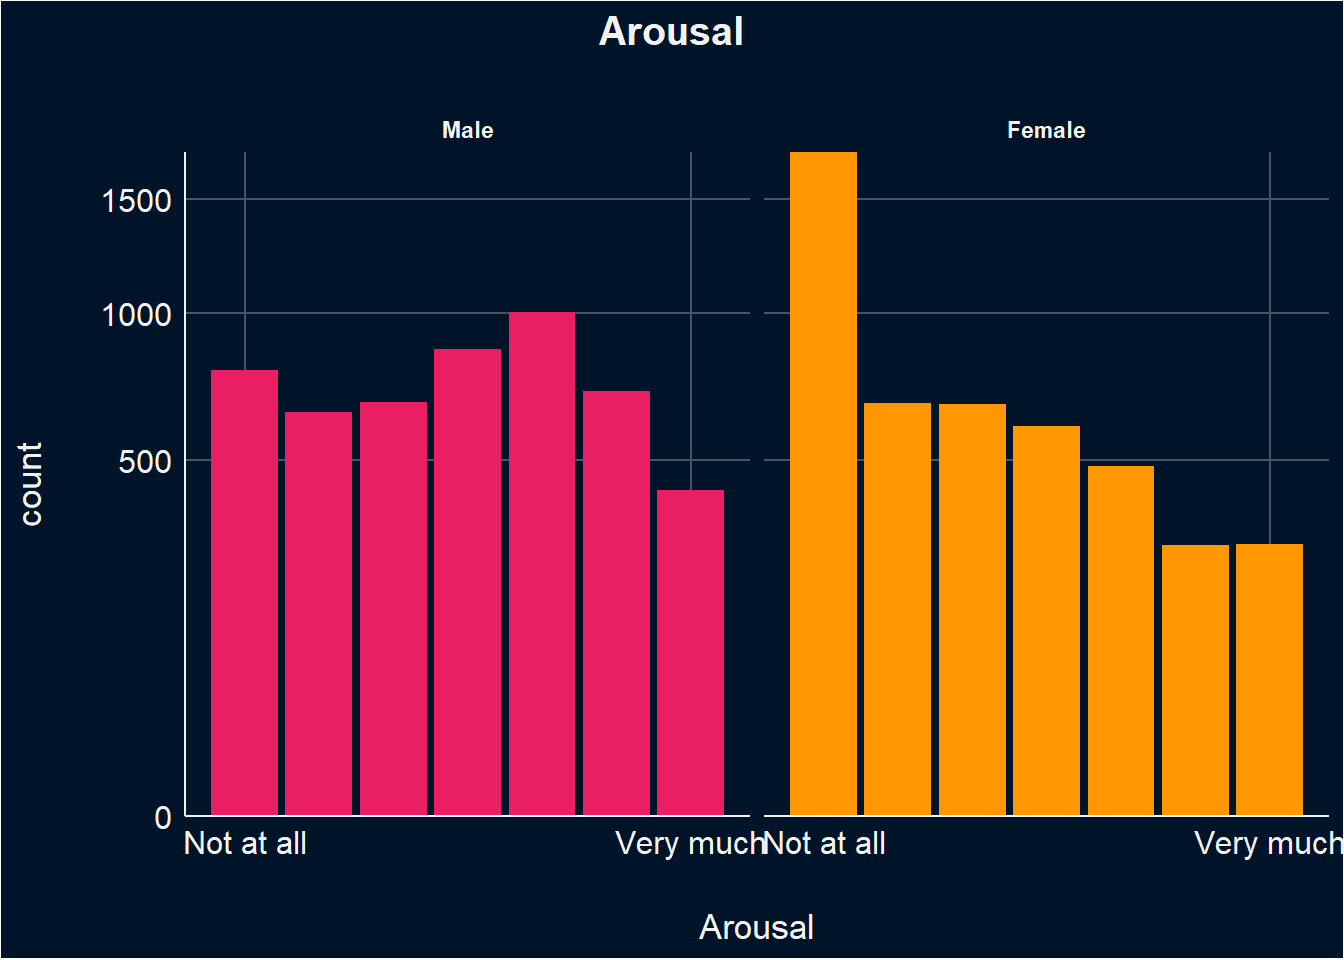 Arousal
Male Female
1500
1000
500
0
count
Not at all Very much Not at all Very much
Arousal